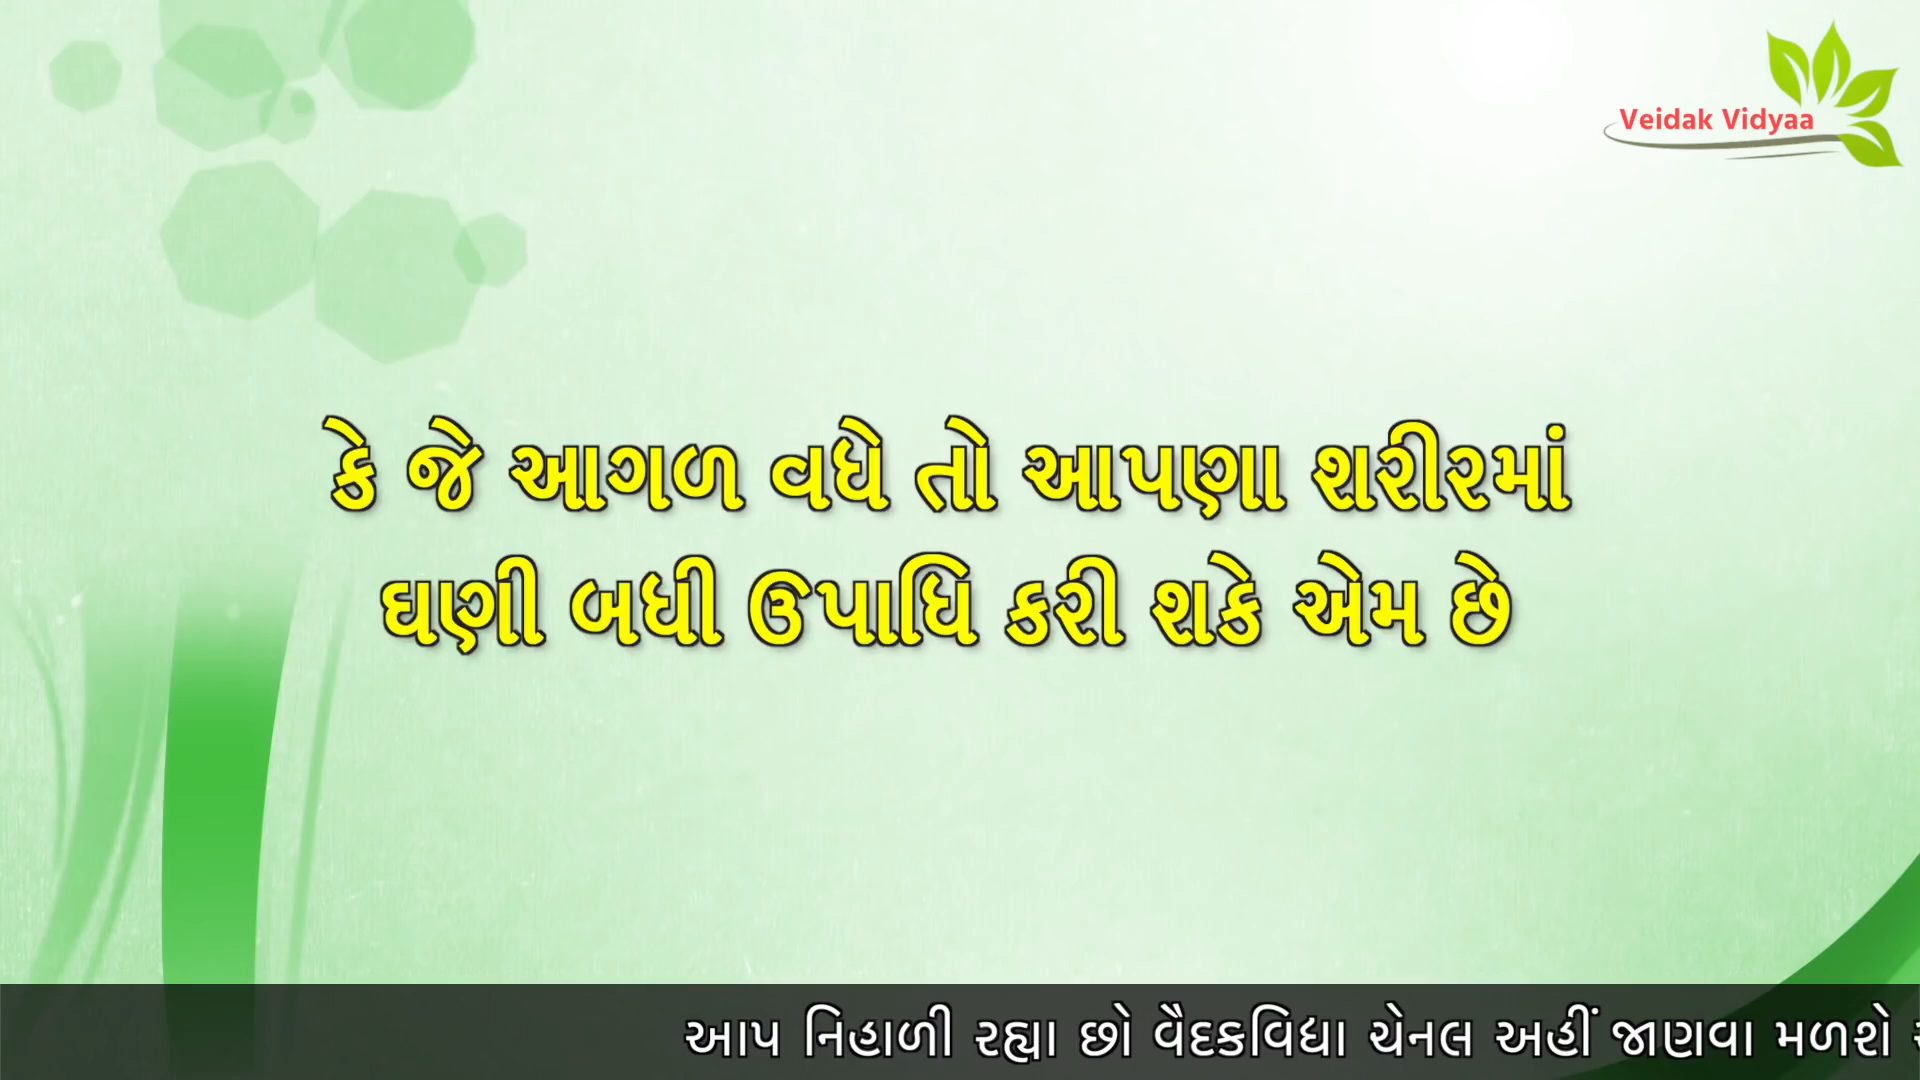 Veidak Vidyaa
કે જે આગળ વધે તો આપણા શરીરમાં
ઘણી બધી ઉપાધિ કરી શકે એમ છે
આપ નિહાળી રહ્યા છો વૈદકવિદ્યા ચેનલ અહીં જાણવા મળશે